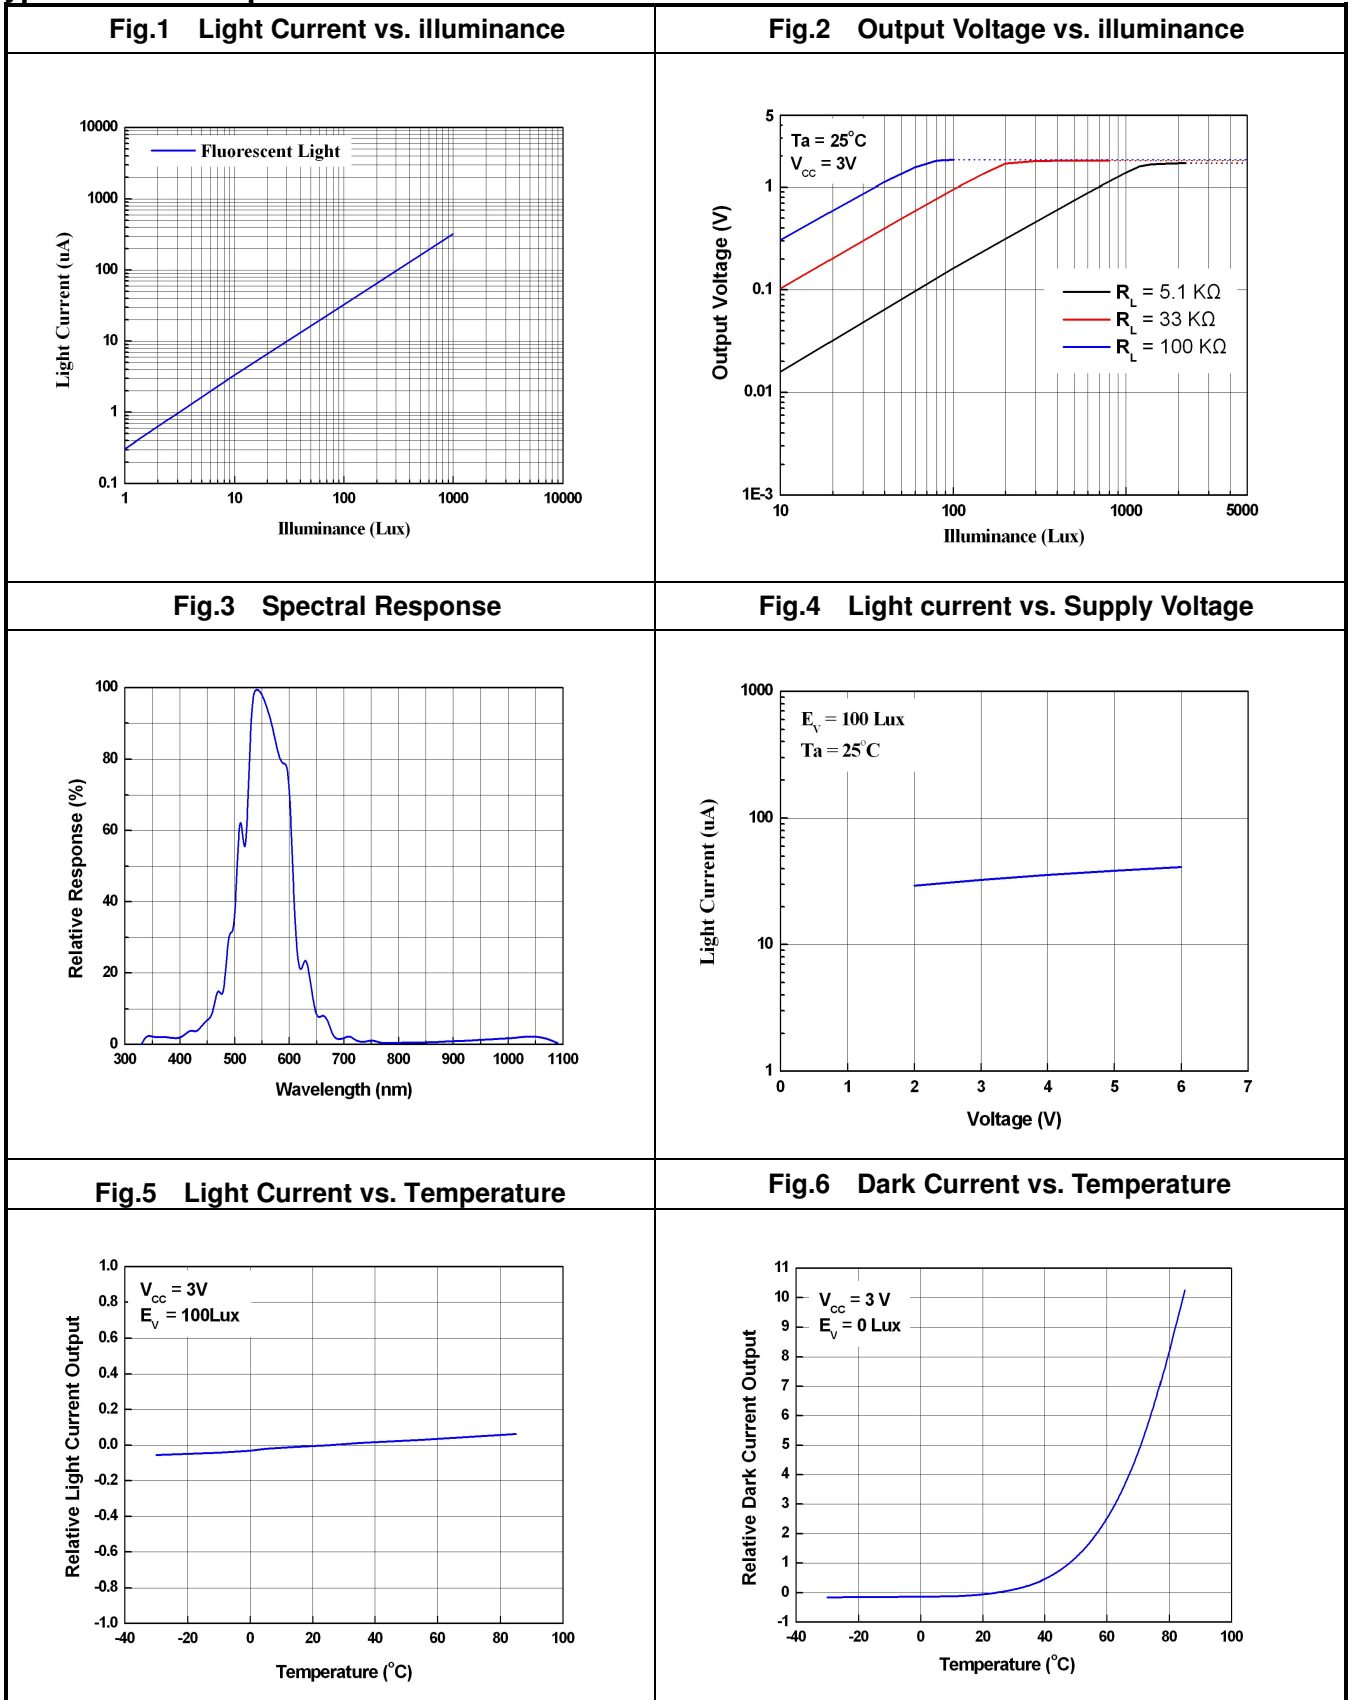 Fig.1 Light Current vs. illuminance
10000
1000
100
10
1
0.1
Fluorescent Light
Light Current (uA)
1 10 100 1000 10000
Illuminance (Lux)
Fig.2 Output Voltage vs. illuminance
5
1
0.1
0.01
1E-3
Ta = 25°C
VCC = 3V
Output Voltage (V)
RL = 5.1 KΩ
RL = 33 KΩ
RL = 100 KΩ
10 100 1000 5000
Illuminance (Lux)
Fig.3 Spectral Response
100
80
60
40
20
0
Relative Response (%)
300 400 500 600 700 800 900 1000 1100
Wavelength (nm)
Fig.4 Light current vs. Supply Voltage
1000
100
10
1
EV = 100 Lux
Ta = 25°C
Light Current (uA)
0 1 2 3 4 5 6 7
Voltage (V)
Fig.5 Light Current vs. Temperature
1.0
0.8
0.6
0.4
0.2
0.0
-0.2
-0.4
-0.6
-0.8
-1.0
VCC = 3V
EV = 100Lux
Relative Light Current Output
-40 -20 0 20 40 60 80 100
Temperature (°C)
Fig.6 Dark Current vs. Temperature
11
10
9
8
7
6
5
4
3
2
1
0
-1
VCC = 3 V
EV = 0 Lux
Relative Dark Current Output
-40 -20 0 20 40 60 80 100
Temperature (°C)